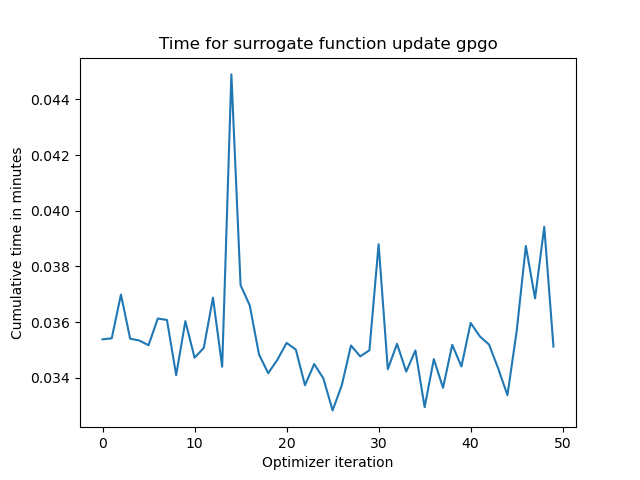 Time for surrogate function update gpgo
Cumulative time in minutes
0.044
0.042
0.040
0.038
0.036
0.034
0 10 20 30 40 50
Optimizer iteration